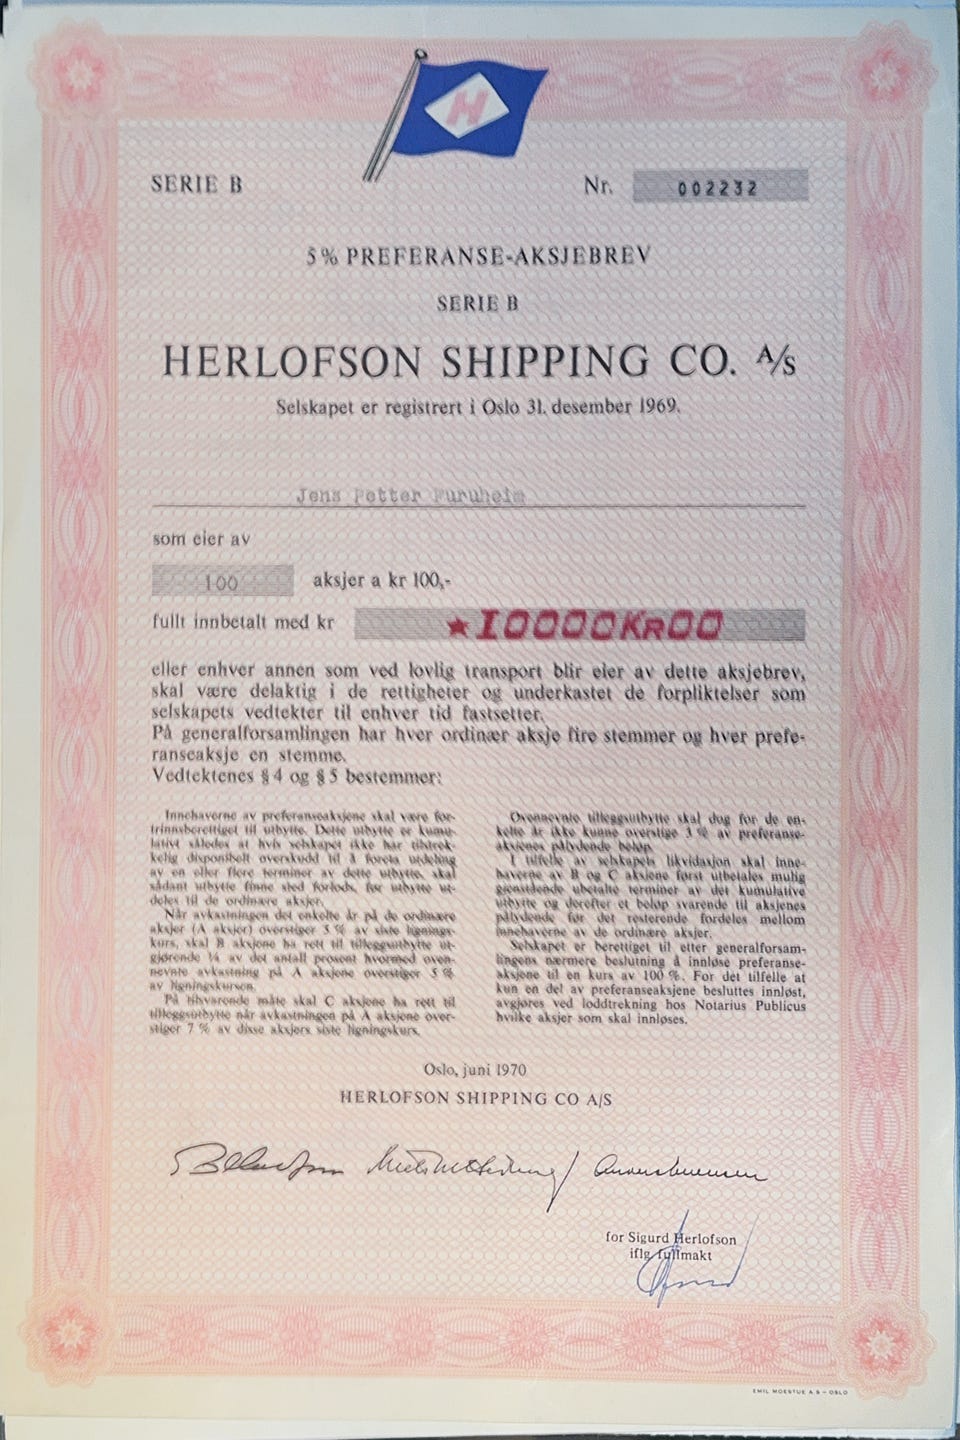 H
SERIE B
Nr. 002232
5% PREFERANSE-AKSJEBREV
SERIE B
HERLOFSON SHIPPING CO. A/S
Selskapet er registrert i Oslo 31. desember 1969.
Jens Petter Furuheim
som eier av
100 aksjer a kr 100,-
fullt innbetalt med kr ★10000KR00
eller enhver annen som ved lovlig transport blir eier av dette aksjebrev,
skal være delaktig i de rettigheter og underkastet de forpliktelser som
selskapets vedtekter til enhver tid fastsetter.
På generalforsamlingen har hver ordinær aksje fire stemmer og hver prefe-
ranseaksje en stemme.
Vedtektenes § 4 og § 5 bestemmer:
Innehaverne av preferanseaksjene skal være for-
trinnsberettiget til utbytte. Dette utbytte er kumu-
lativt således at hvis selskapet ikke har tilstrek-
kelig disponibelt overskudd til å foreta utdeling
av en eller flere terminer av dette utbytte, skal
sådant utbytte finne sted forlods, før utbytte ut-
deles til de ordinære aksjer.
Når avkastningen det enkelte år på de ordinære
aksjer (A aksjer) overstiger 5 % av siste lignings-
kurs, skal B aksjene ha rett til tilleggsutbytte ut-
gjørende ¼ av det antall prosent hvormed oven-
nevnte avkastning på A aksjene overstiger 5 %
av ligningskursen.
På tilsvarende måte skal C aksjene ha rett til
tilleggsutbytte når avkastningen på A aksjene over-
stiger 7 % av disse aksjers siste ligningskurs.
Ovennevnte tilleggsutbytte skal dog for de en-
kelte år ikke kunne overstige 3 % av preferanse-
aksjenes pålydende beløp.
I tilfelle av selskapets likvidasjon skal inne-
haverne av B og C aksjene først utbetales mulig
gjenstående ubetalte terminer av det kumulative
utbytte og derefter et beløp svarende til aksjenes
pålydende før det resterende fordeles mellom
innehaverne av de ordinære aksjer.
Selskapet er berettiget til etter generalforsam-
lingens nærmere beslutning å innløse preferanse-
aksjene til en kurs av 100 %. For det tilfelle at
kun en del av preferanseaksjene besluttes innløst,
avgjøres ved loddtrekning hos Notarius Publicus
hvilke aksjer som skal innløses.
Oslo, juni 1970
HERLOFSON SHIPPING CO A/S
for Sigurd Herlofson
iflg. fullmakt
EMIL MOESTUE A.S - OSLO